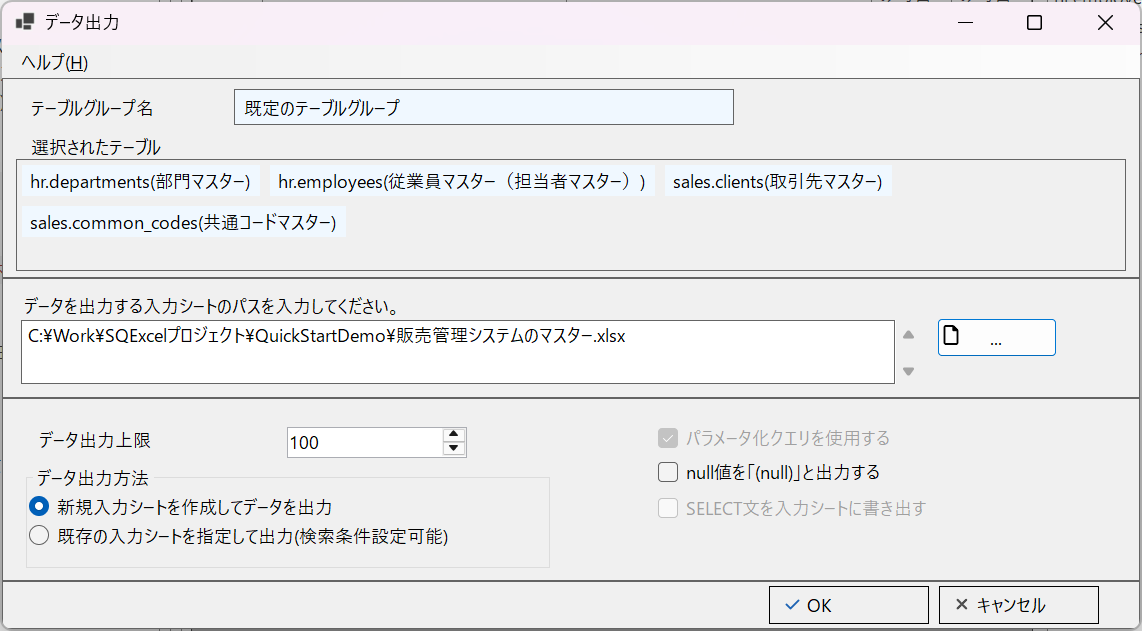 データ出力
ヘルプ(H)
テーブルグループ名
既定のテーブルグループ
選択されたテーブル
hr.departments(部門マスター) hr.employees(従業員マスター（担当者マスター）) sales.clients(取引先マスター)
sales.common_codes(共通コードマスター)
データを出力する入力シートのパスを入力してください。
C:¥Work¥SQExcelプロジェクト¥QuickStartDemo¥販売管理システムのマスター.xlsx
...
データ出力上限
100
データ出力方法
新規入力シートを作成してデータを出力
既存の入力シートを指定して出力(検索条件設定可能)
パラメータ化クエリを使用する
null値を「(null)」と出力する
SELECT文を入力シートに書き出す
OK
キャンセル